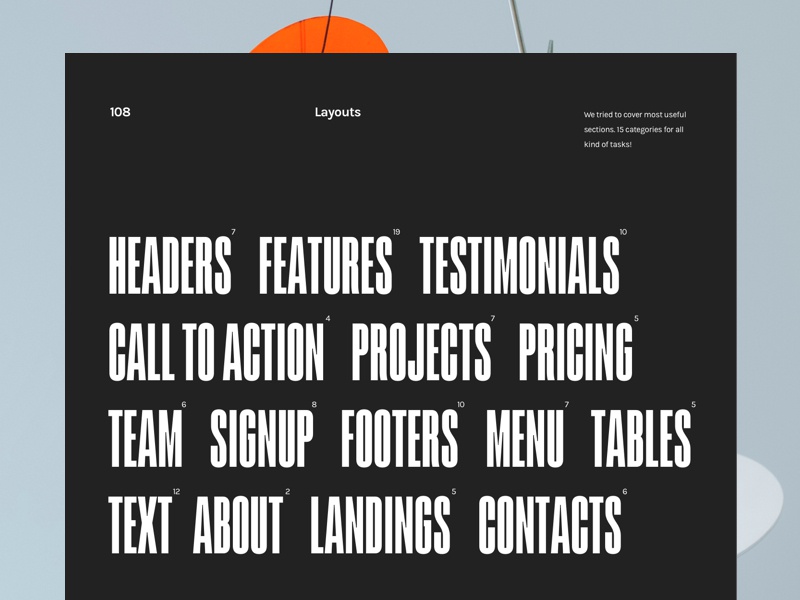 108 Layouts We tried to cover most useful
sections. 15 categories for all
kind of tasks!
HEADERS 7 FEATURES 19 TESTIMONIALS 10
CALL TO ACTION 4 PROJECTS 7 PRICING 5
TEAM 6 SIGNUP 8 FOOTERS 10 MENU 7 TABLES 5
TEXT 12 ABOUT 2 LANDINGS 5 CONTACTS 6